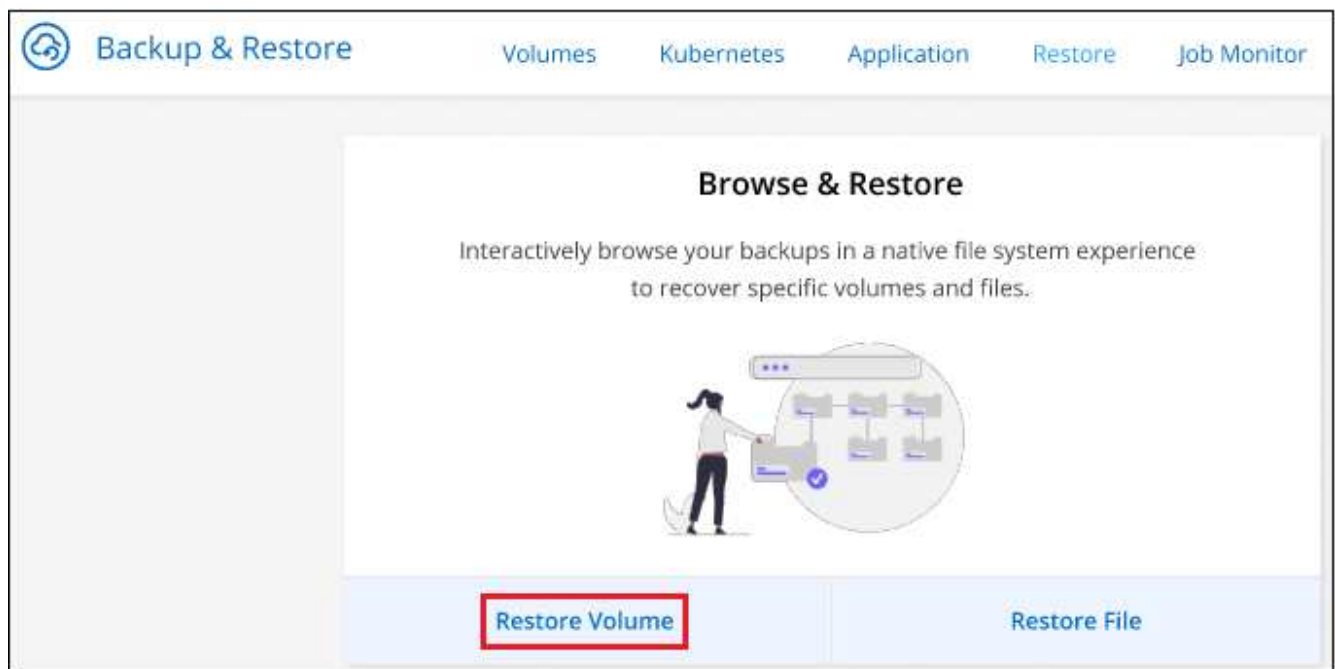 Backup & Restore Volumes Kubernetes Application Restore Job Monitor
Browse & Restore
Interactively browse your backups in a native file system experience
to recover specific volumes and files.
Restore Volume Restore File